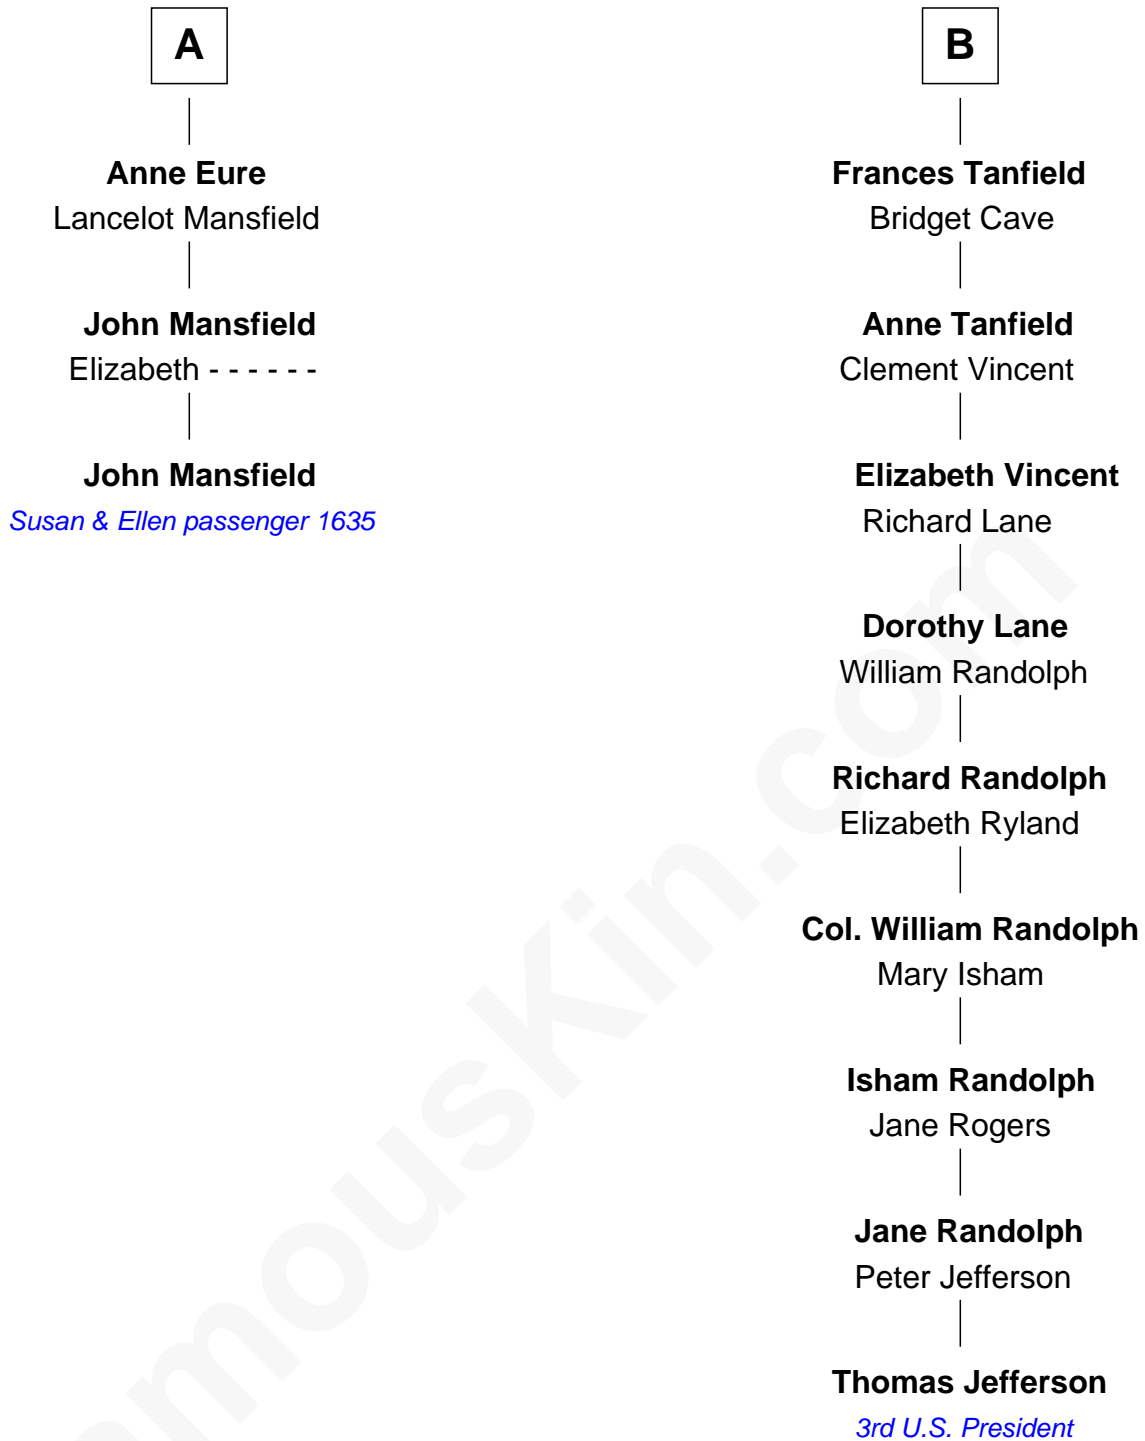 A
Anne Eure
Lancelot Mansfield
John Mansfield
Elizabeth - - - - - -
John Mansfield
Susan & Ellen passenger 1635
B
Frances Tanfield
Bridget Cave
Anne Tanfield
Clement Vincent
Elizabeth Vincent
Richard Lane
Dorothy Lane
William Randolph
Richard Randolph
Elizabeth Ryland
Col. William Randolph
Mary Isham
Isham Randolph
Jane Rogers
Jane Randolph
Peter Jefferson
Thomas Jefferson
3rd U.S. President
amouskin.com